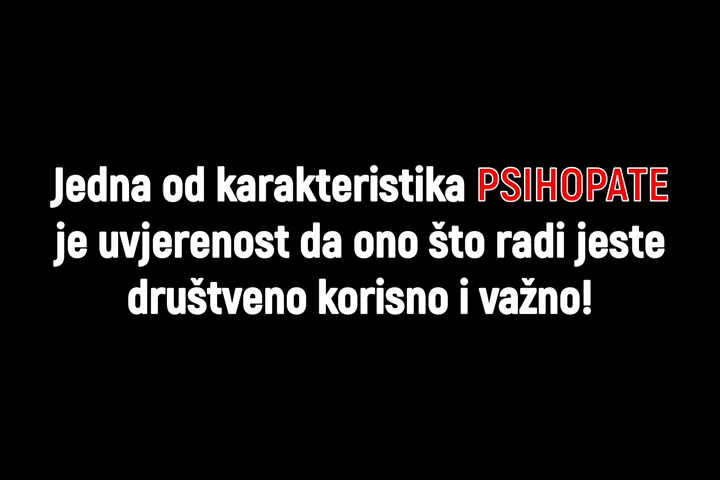 Jedna od karakteristika PSIHOPATE
je uvjerenost da ono što radi jeste
društveno korisno i važno!